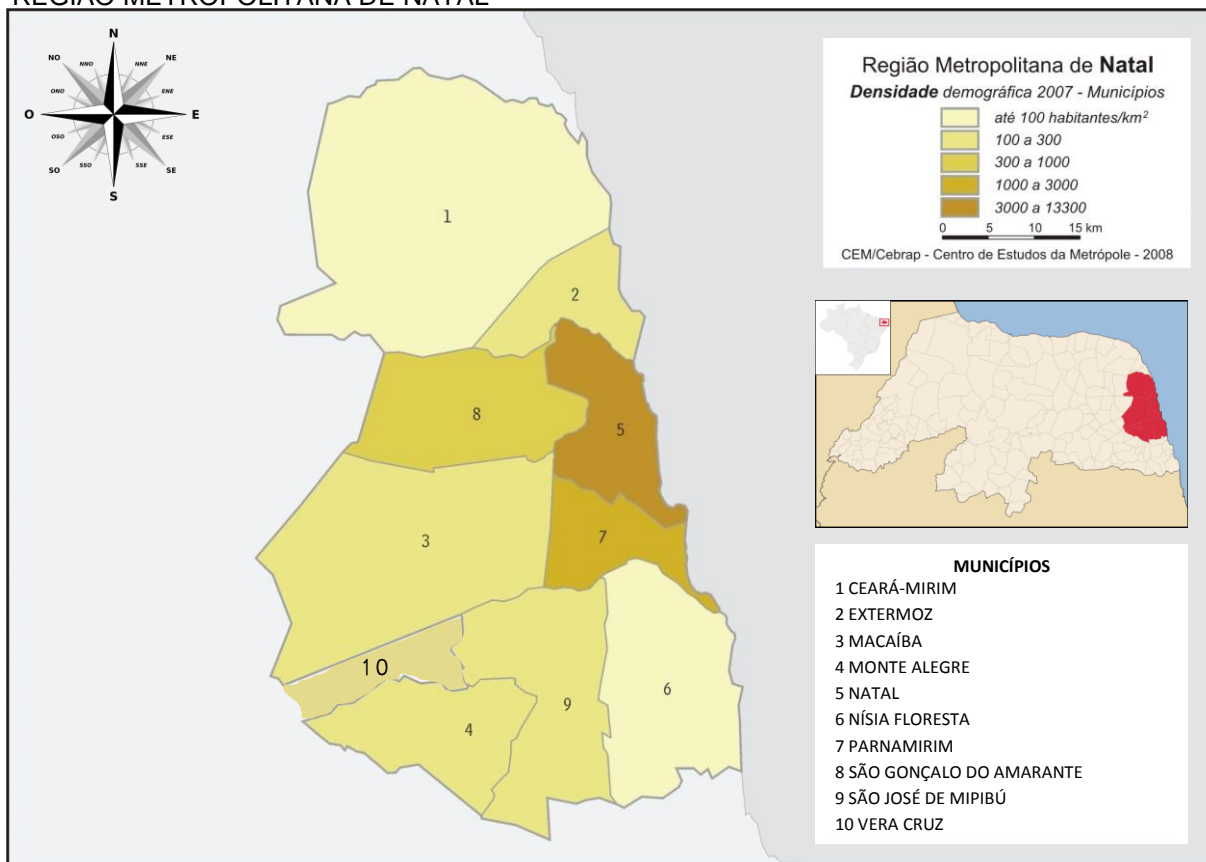 REGIÃO METROPOLITANA DE NATAL
N
NNO NNE
NO NE
ONO ENE
O E
OSO ESE
SO SE
SSO SSE
S
Região Metropolitana de Natal
Densidade demográfica 2007 - Municípios
até 100 habitantes/km²
100 a 300
300 a 1000
1000 a 3000
3000 a 13300
0 5 10 15 km
CEM/Cebrap - Centro de Estudos da Metrópole - 2008
1
2
8
5
3
7
10
6
9
4
MUNICÍPIOS
1 CEARÁ-MIRIM
2 EXTERMOZ
3 MACAÍBA
4 MONTE ALEGRE
5 NATAL
6 NÍSIA FLORESTA
7 PARNAMIRIM
8 SÃO GONÇALO DO AMARANTE
9 SÃO JOSÉ DE MIPIBÚ
10 VERA CRUZ